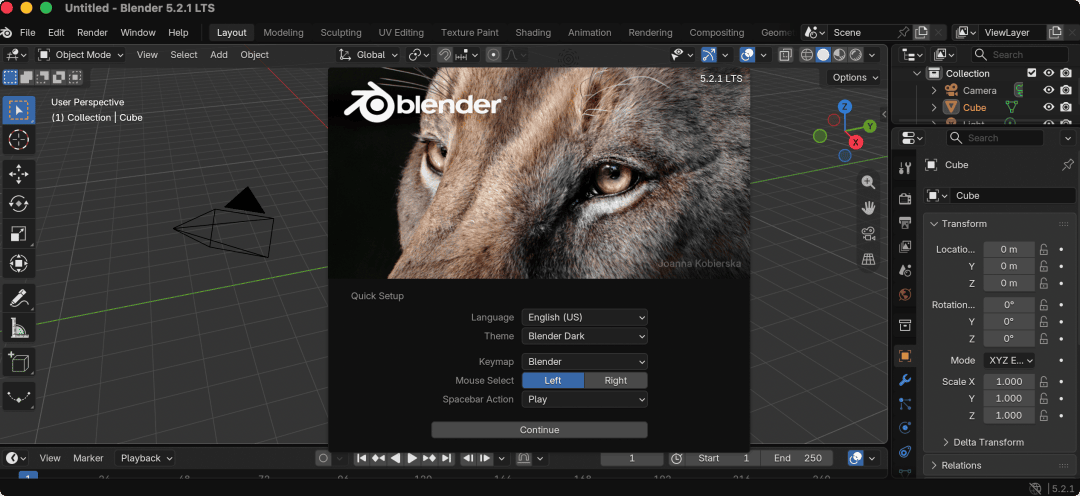 Untitled - Blender 5.2.1 LTS
File Edit Render Window Help Layout Modeling Sculpting UV Editing Texture Paint Shading Animation Rendering Compositing Scene ViewLayer
Object Mode View Select Add Object Global Search
Options
5.2.1 LTS
blender
User Perspective
(1) Collection | Cube
Z
Y
X
Joanna Kobierska
Quick Setup
Language English (US)
Theme Blender Dark
Keymap Blender
Mouse Select Left Right
Spacebar Action Play
Continue
Collection
Camera
Cube
Light
Search
Cube
Cube
Transform
Locatio... 0 m
Y 0 m
Z 0 m
Rotation... 0°
Y 0°
Z 0°
Mode XYZ E...
Scale X 1.000
Y 1.000
Z 1.000
Delta Transform
Relations
View Marker Playback 1 Start 1 End 250
1
5.2.1